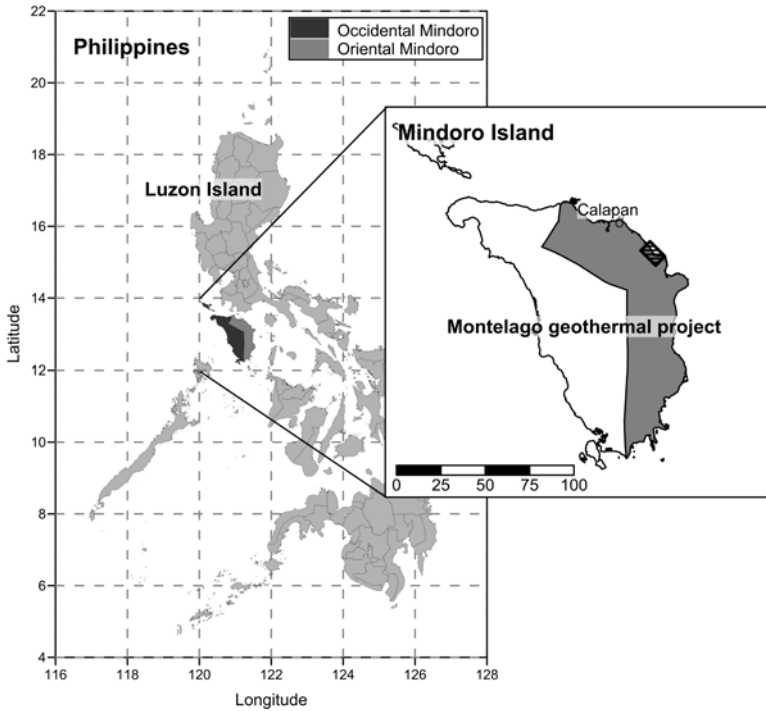 Philippines
Occidental Mindoro
Oriental Mindoro
Luzon Island
Mindoro Island
Calapan
Montelago geothermal project
0 25 50 75 100
22
20
18
16
14
12
10
8
6
4
Latitude
116 118 120 122 124 126 128
Longitude